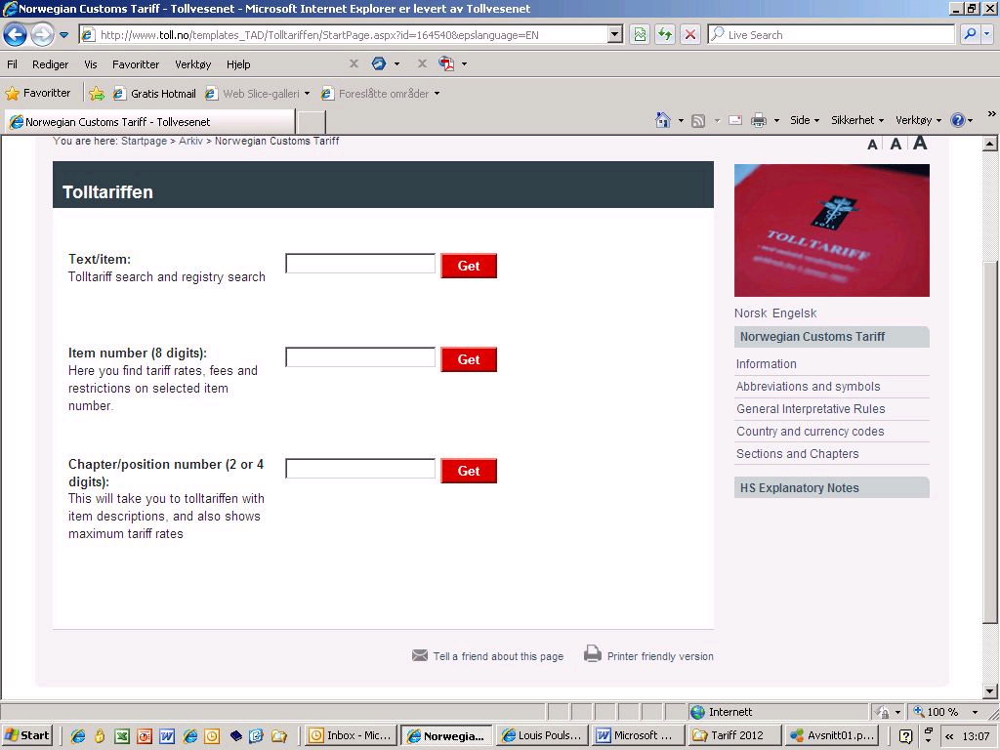 Norwegian Customs Tariff - Tollvesenet - Microsoft Internet Explorer er levert av Tollvesenet
http://www.toll.no/templates_TAD/Tolltariffen/StartPage.aspx?id=164540&epslanguage=EN
Live Search
Fil Rediger Vis Favoritter Verktøy Hjelp
Favoritter Gratis Hotmail Web Slice-galleri Foreslåtte områder
Norwegian Customs Tariff - Tollvesenet
Side Sikkerhet Verktøy »
You are here: Startpage > Arkiv > Norwegian Customs Tariff
A A A
Tolltariffen
Text/item:
Tolltariff search and registry search
Get
Item number (8 digits):
Here you find tariff rates, fees and
restrictions on selected item
number.
Get
Chapter/position number (2 or 4
digits):
This will take you to tolltariffen with
item descriptions, and also shows
maximum tariff rates
Get
Tell a friend about this page
Printer friendly version
TOLL
TOLLTARIFF
Norsk Engelsk
Norwegian Customs Tariff
Information
Abbreviations and symbols
General Interpretative Rules
Country and currency codes
Sections and Chapters
HS Explanatory Notes
Internett
100 %
Start
Inbox - Mic...
Norwegia...
Louis Pouls...
Microsoft ...
Tariff 2012
Avsnitt01.p...
«
13:07